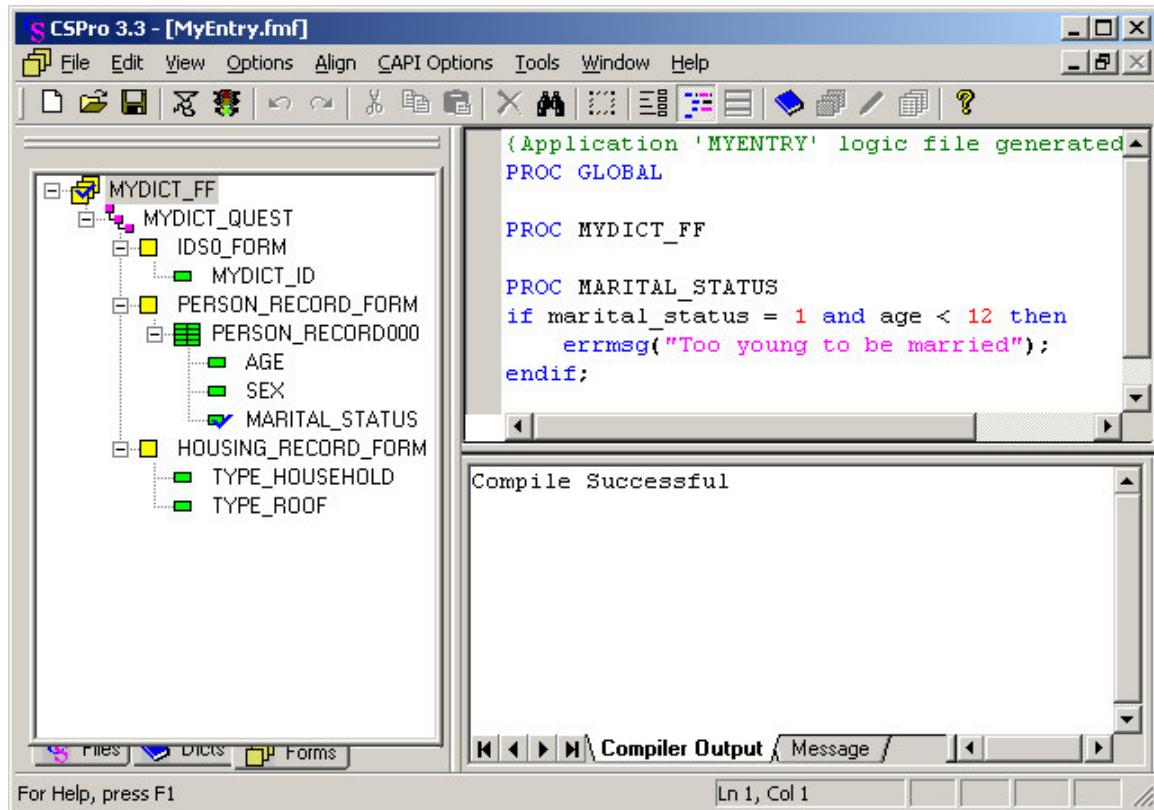 CSPro 3.3 - [MyEntry.fmf]
File Edit View Options Align CAPI Options Tools Window Help
MYDICT_FF
MYDICT_QUEST
IDS0_FORM
MYDICT_ID
PERSON_RECORD_FORM
PERSON_RECORD000
AGE
SEX
MARITAL_STATUS
HOUSING_RECORD_FORM
TYPE_HOUSEHOLD
TYPE_ROOF
Files Dicts Forms
{Application 'MYENTRY' logic file generated
PROC GLOBAL
PROC MYDICT_FF
PROC MARITAL_STATUS
if marital_status = 1 and age < 12 then
errmsg("Too young to be married");
endif;
Compile Successful
Compiler Output Message
For Help, press F1 Ln 1, Col 1